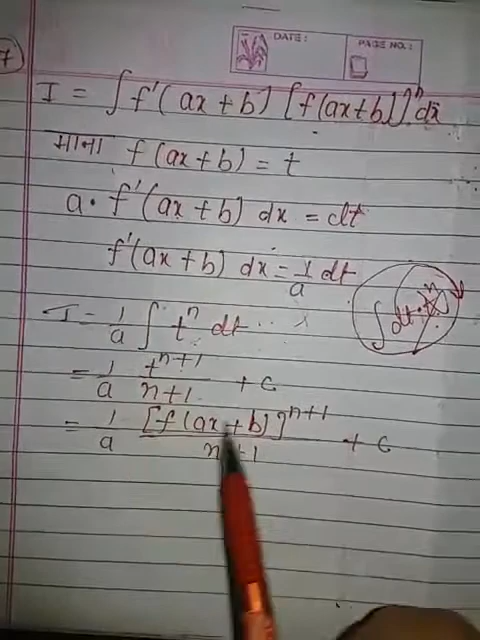 7
DATE:
PAGE NO.:
I = ∫ f'(ax+b) [f(ax+b)]ⁿ dx
माना f(ax+b) = t
a · f'(ax+b) dx = dt
f'(ax+b) dx = 1/a dt
I = 1/a ∫ tⁿ dt
= 1/a tⁿ⁺¹/n+1 + c
= 1/a [f(ax+b)]ⁿ⁺¹/n+1 + c